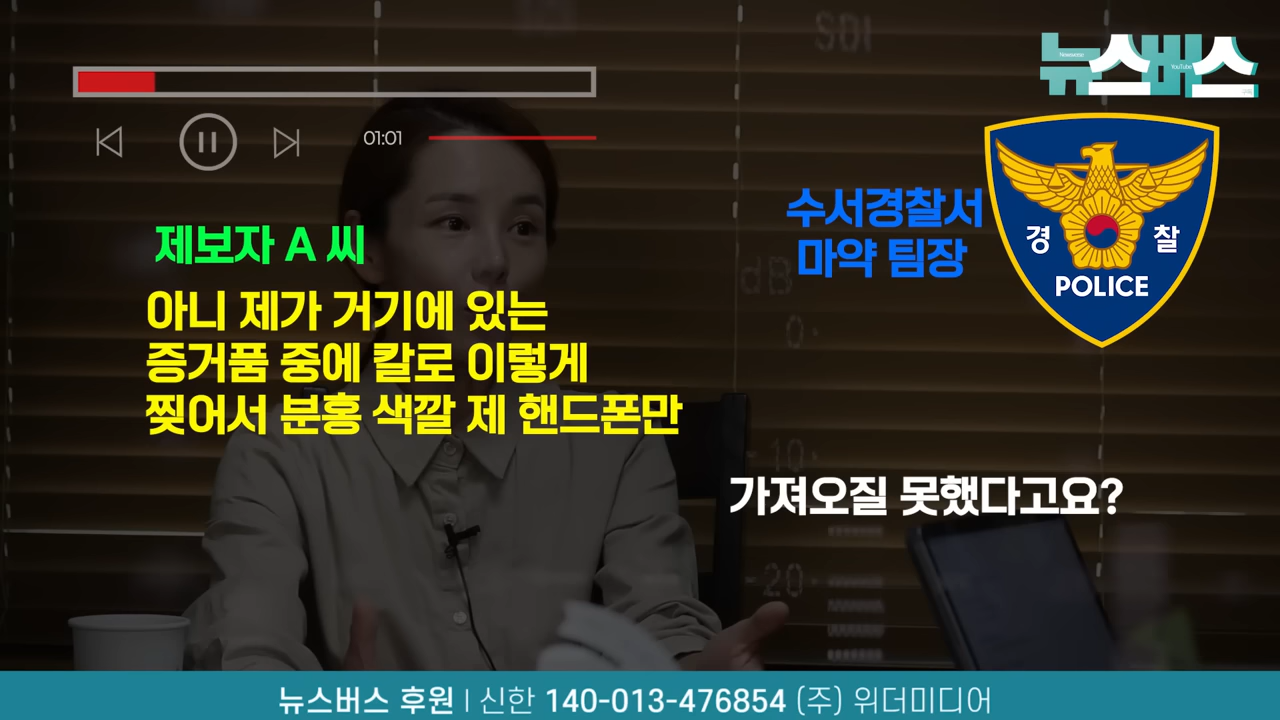 뉴스버스
01:01
제보자 A 씨
아니 제가 거기에 있는
증거품 중에 칼로 이렇게
찢어서 분홍 색깔 제 핸드폰만
수서경찰서
마약 팀장
경 찰
POLICE
가져오질 못했다고요?
dB
0
-10
-20
뉴스버스 후원 | 신한 140-013-476854 (주) 위더미디어